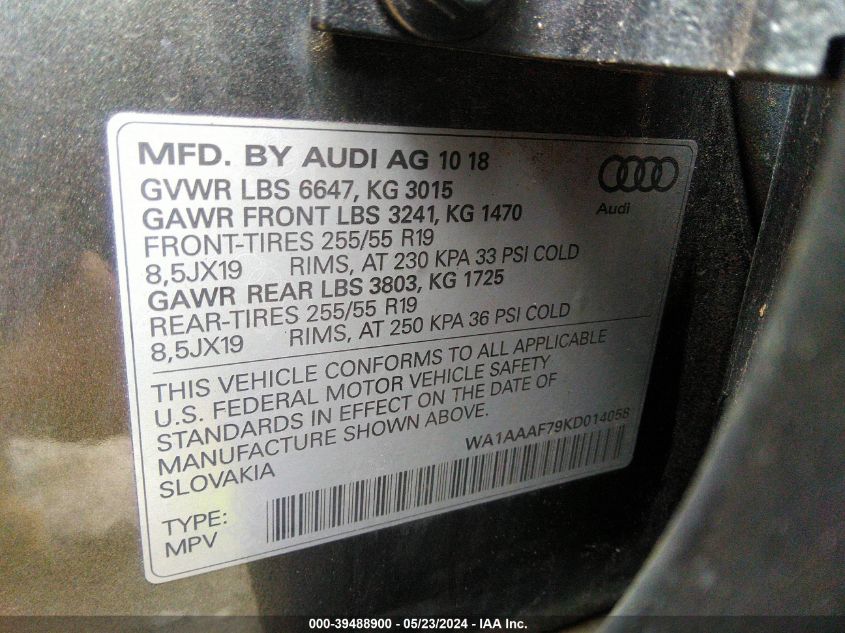 MFD. BY AUDI AG 10 18
GVWR LBS 6647, KG 3015
GAWR FRONT LBS 3241, KG 1470
FRONT-TIRES 255/55 R19
8,5JX19 RIMS, AT 230 KPA 33 PSI COLD
GAWR REAR LBS 3803, KG 1725
REAR-TIRES 255/55 R19
8,5JX19 RIMS, AT 250 KPA 36 PSI COLD
Audi
THIS VEHICLE CONFORMS TO ALL APPLICABLE
U.S. FEDERAL MOTOR VEHICLE SAFETY
STANDARDS IN EFFECT ON THE DATE OF
MANUFACTURE SHOWN ABOVE.
SLOVAKIA
WA1AAAF79KD014058
TYPE:
MPV
000-39488900 - 05/23/2024 - IAA Inc.